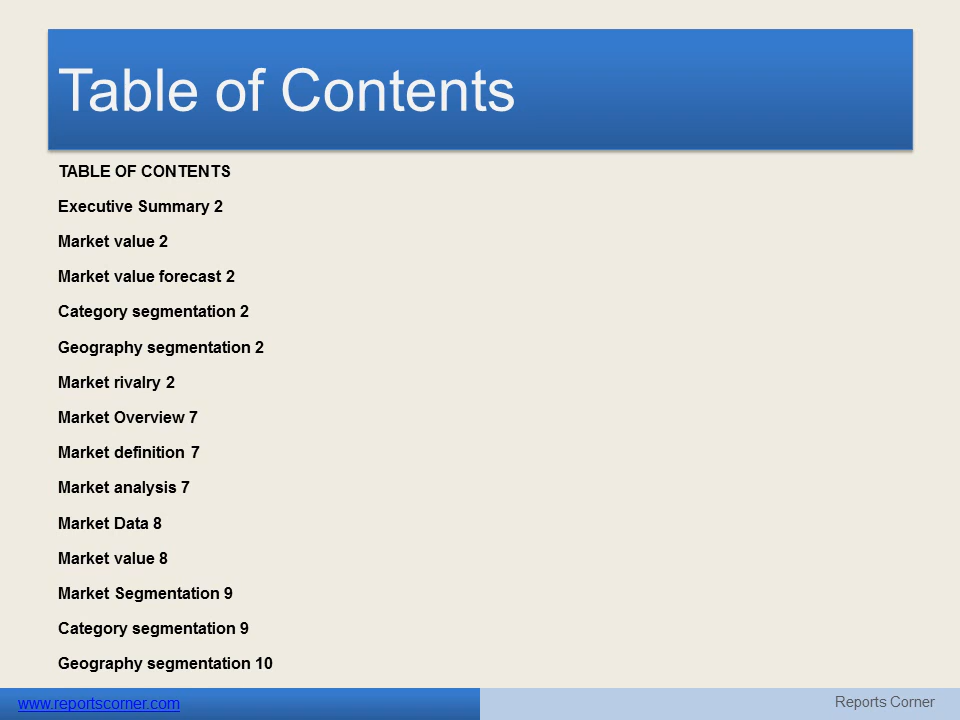 Table of Contents
TABLE OF CONTENTS
Executive Summary 2
Market value 2
Market value forecast 2
Category segmentation 2
Geography segmentation 2
Market rivalry 2
Market Overview 7
Market definition 7
Market analysis 7
Market Data 8
Market value 8
Market Segmentation 9
Category segmentation 9
Geography segmentation 10
www.reportscorner.com
Reports Corner